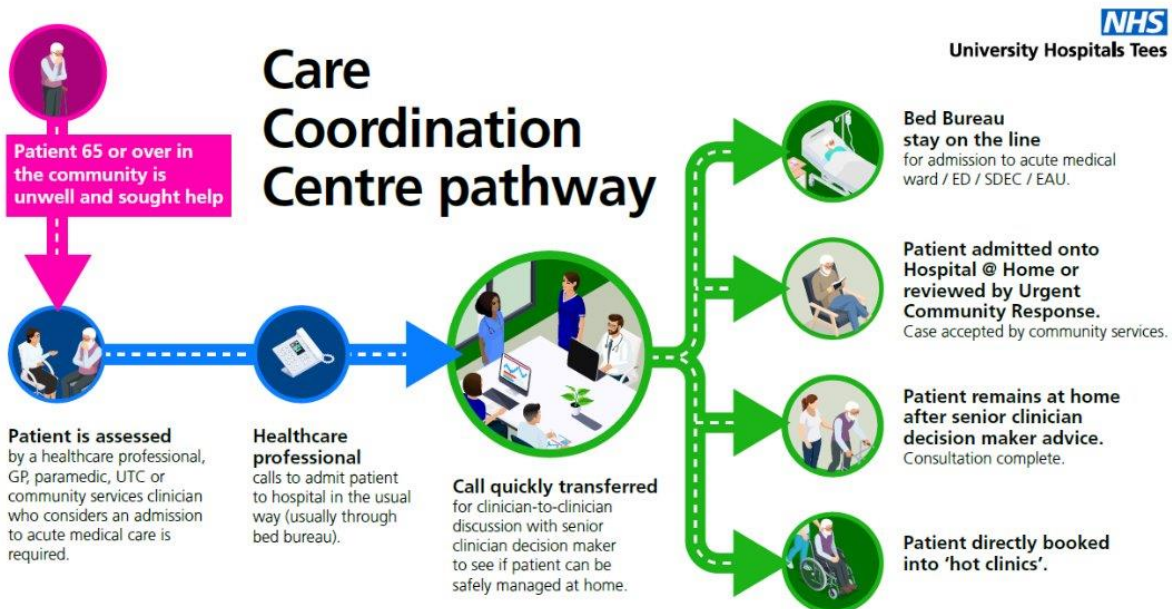 NHS
University Hospitals Tees
Care
Coordination
Centre pathway
Patient 65 or over in
the community is
unwell and sought help
Patient is assessed
by a healthcare professional,
GP, paramedic, UTC or
community services clinician
who considers an admission
to acute medical care is
required.
Healthcare
professional
calls to admit patient
to hospital in the usual
way (usually through
bed bureau).
Call quickly transferred
for clinician-to-clinician
discussion with senior
clinician decision maker
to see if patient can be
safely managed at home.
Bed Bureau
stay on the line
for admission to acute medical
ward / ED / SDEC / EAU.
Patient admitted onto
Hospital @ Home or
reviewed by Urgent
Community Response.
Case accepted by community services.
Patient remains at home
after senior clinician
decision maker advice.
Consultation complete.
Patient directly booked
into ‘hot clinics’.